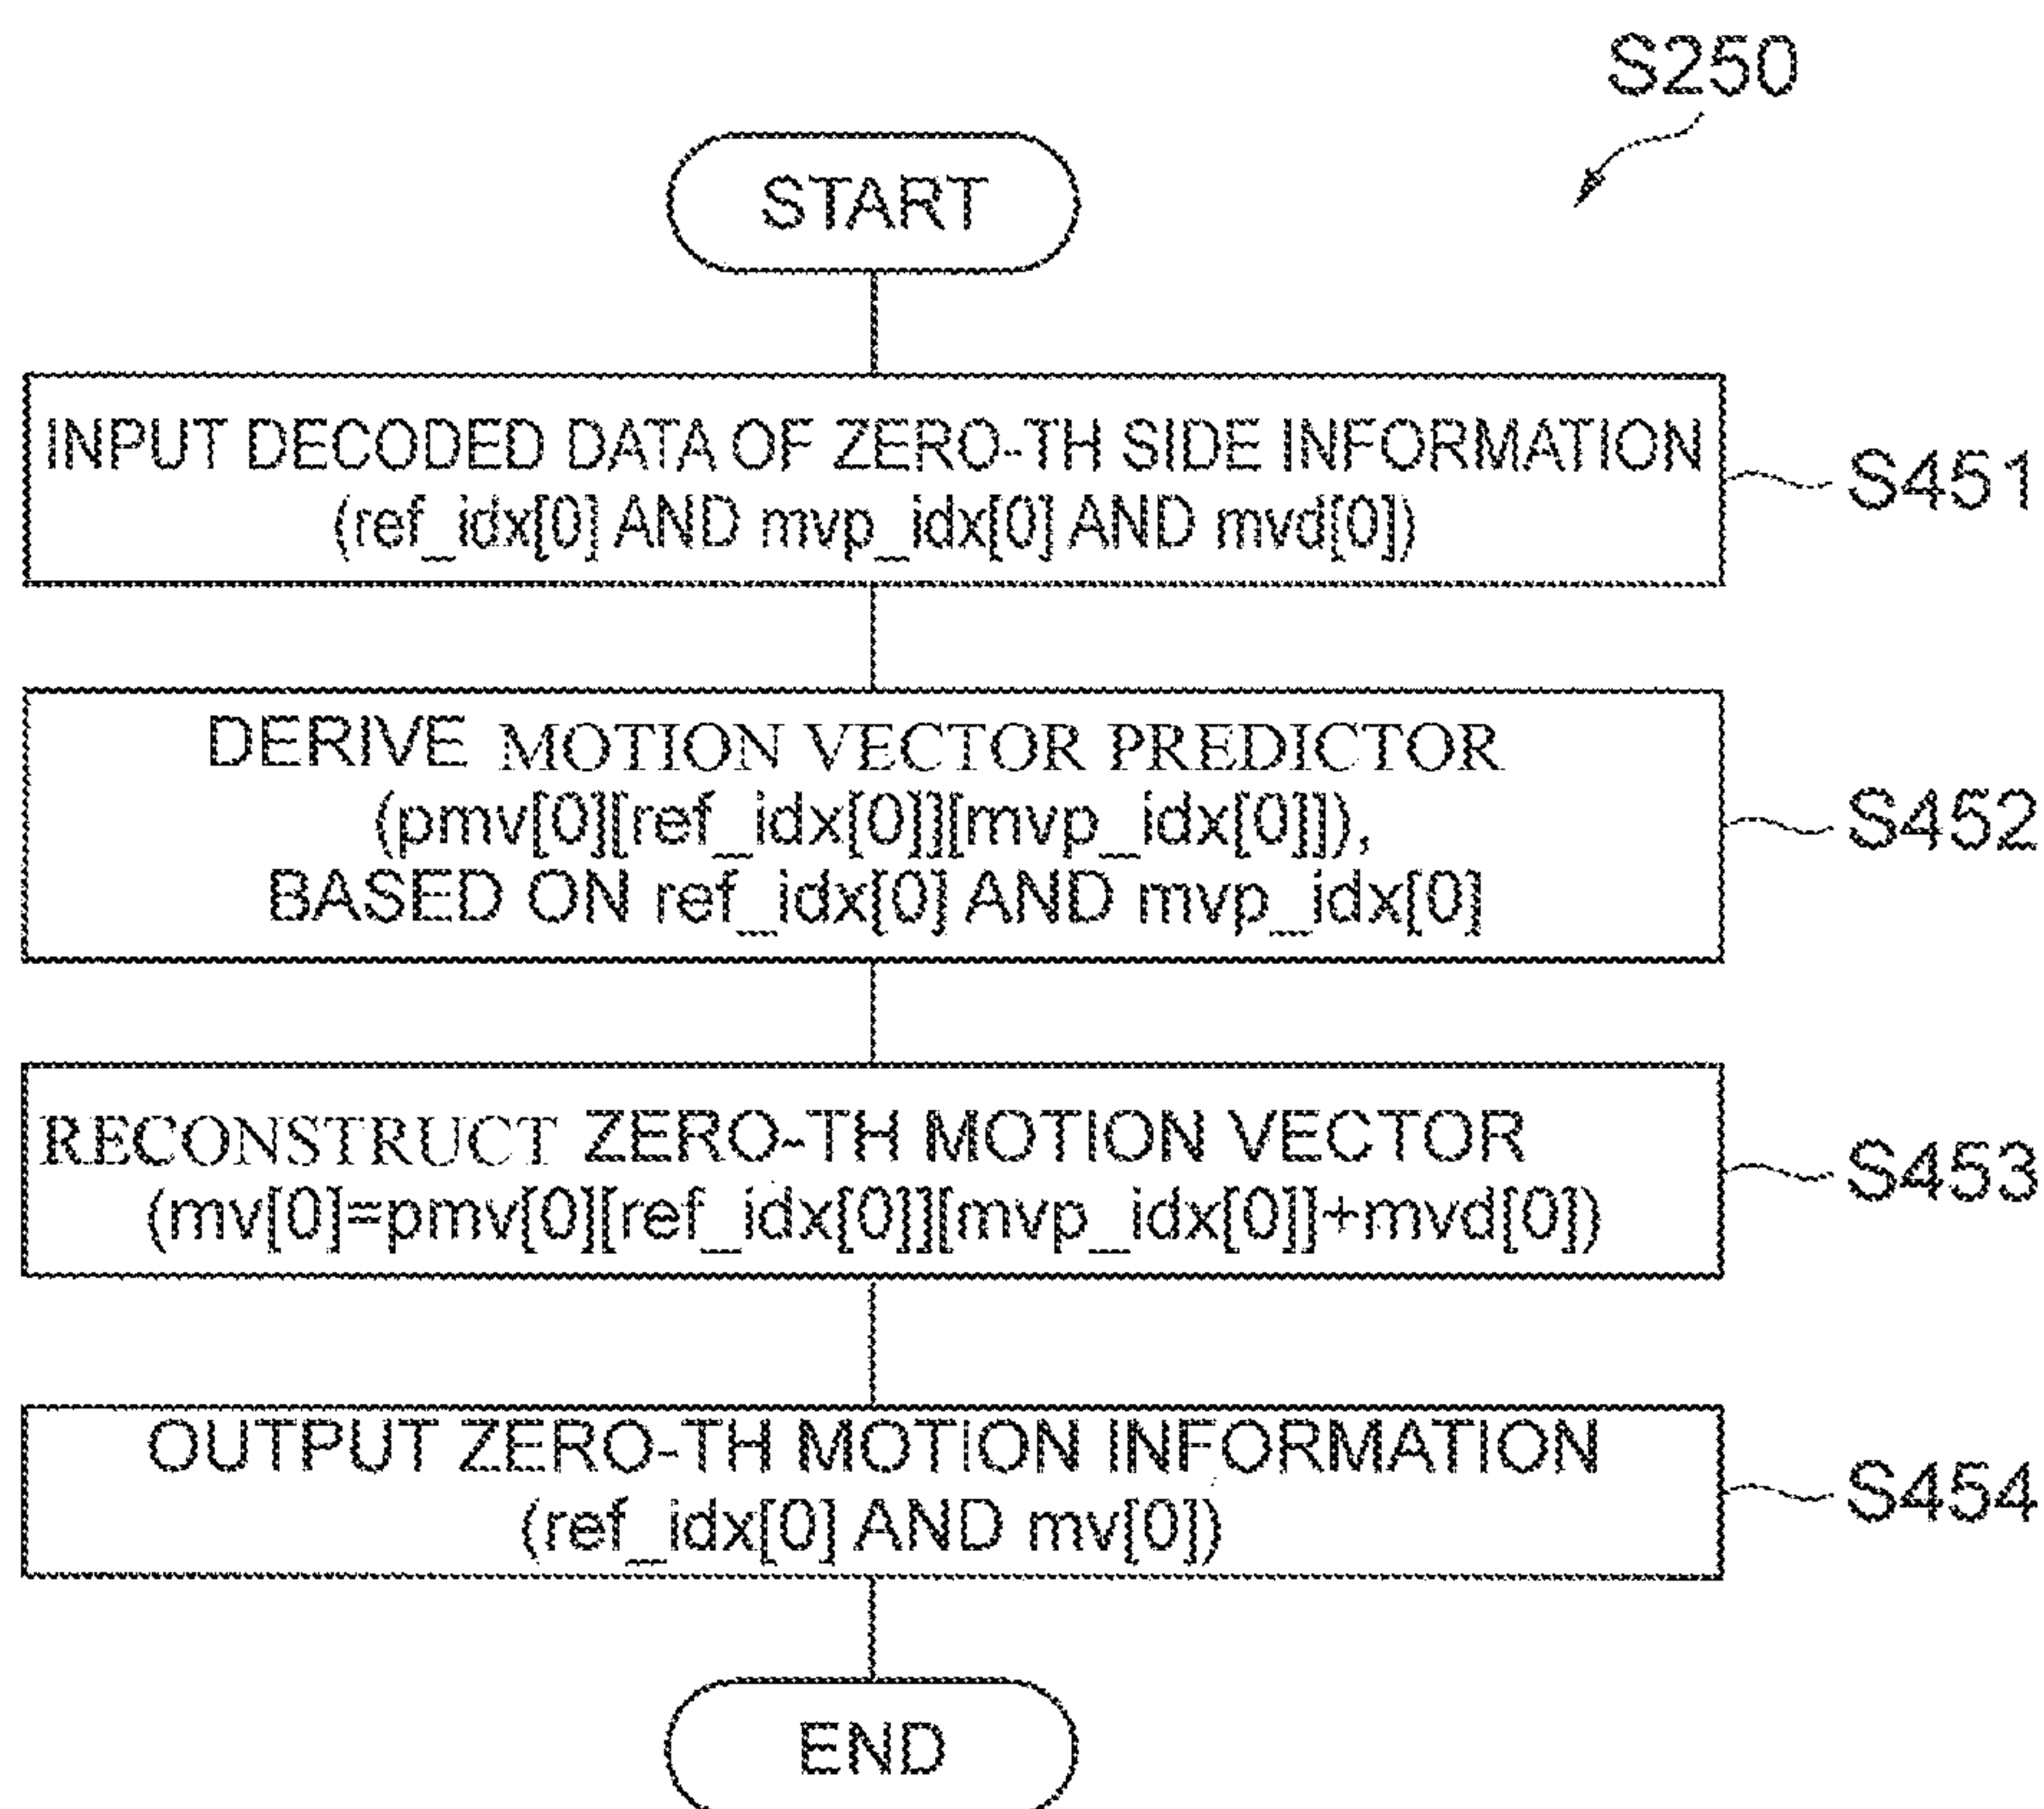 S250
START
INPUT DECODED DATA OF ZERO-TH SIDE INFORMATION
(ref_idx[0] AND mvp_idx[0] AND mvd[0])
S451
DERIVE MOTION VECTOR PREDICTOR
(pmv[0][ref_idx[0]][mvp_idx[0]]),
BASED ON ref_idx[0] AND mvp_idx[0]
S452
RECONSTRUCT ZERO-TH MOTION VECTOR
(mv[0]=pmv[0][ref_idx[0]][mvp_idx[0]]+mvd[0])
S453
OUTPUT ZERO-TH MOTION INFORMATION
(ref_idx[0] AND mv[0])
S454
END